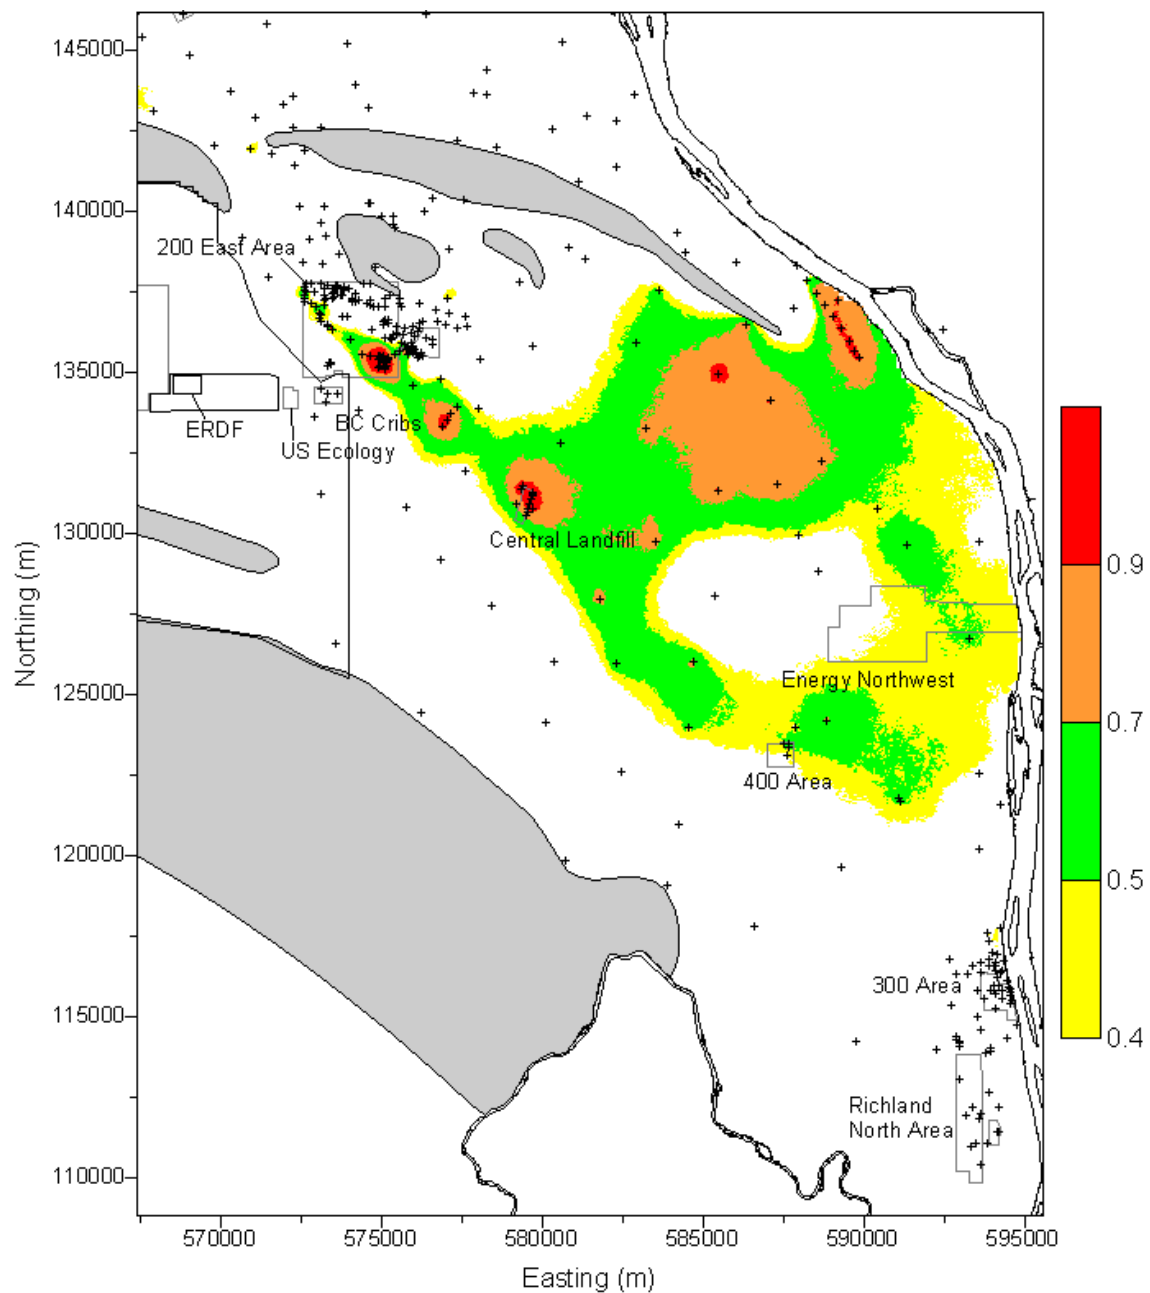 145000
140000
200 East Area
135000
BC Cribs
ERDF
US Ecology
0.9
Central Landfill
130000
Northing (m)
0.7
Energy Northwest
125000
400 Area
0.5
120000
0.4
300 Area
115000
Richland
North Area
110000
570000 575000 580000 585000 590000 595000
Easting (m)